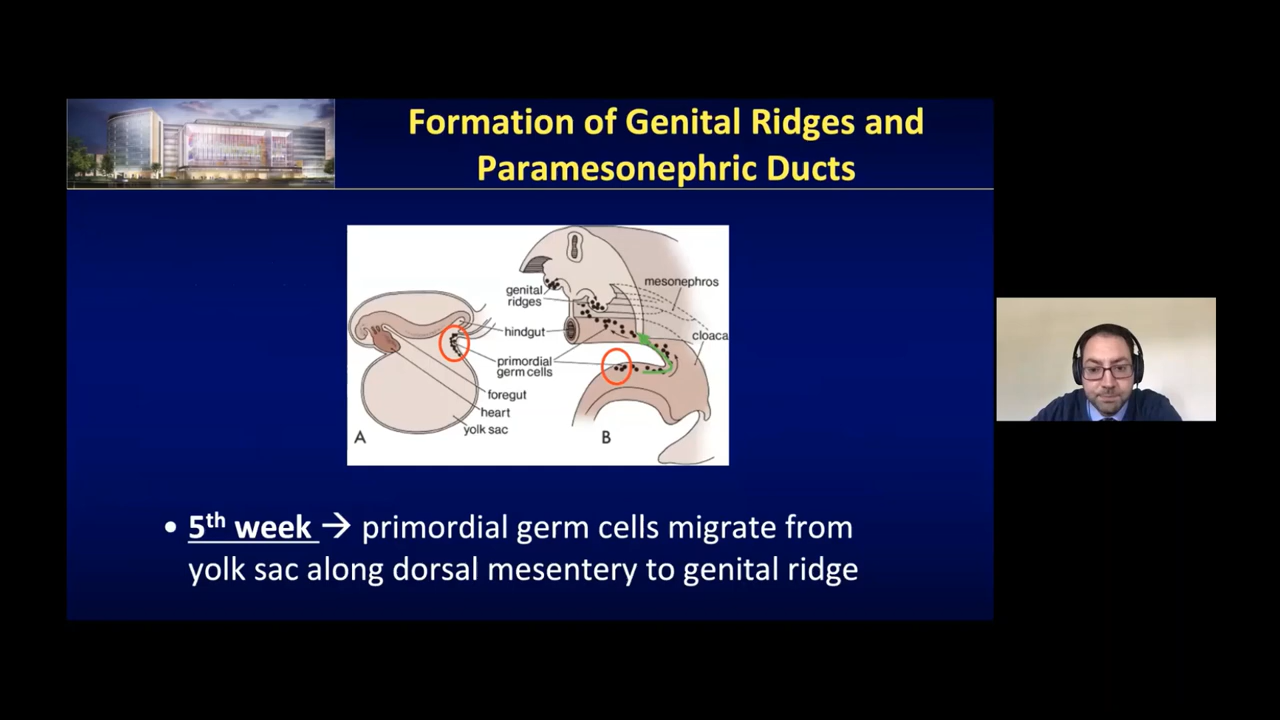 Formation of Genital Ridges and
Paramesonephric Ducts
genital
ridges
mesonephros
hindgut
cloaca
primordial
germ cells
foregut
heart
yolk sac
A
B
• 5th week → primordial germ cells migrate from
yolk sac along dorsal mesentery to genital ridge